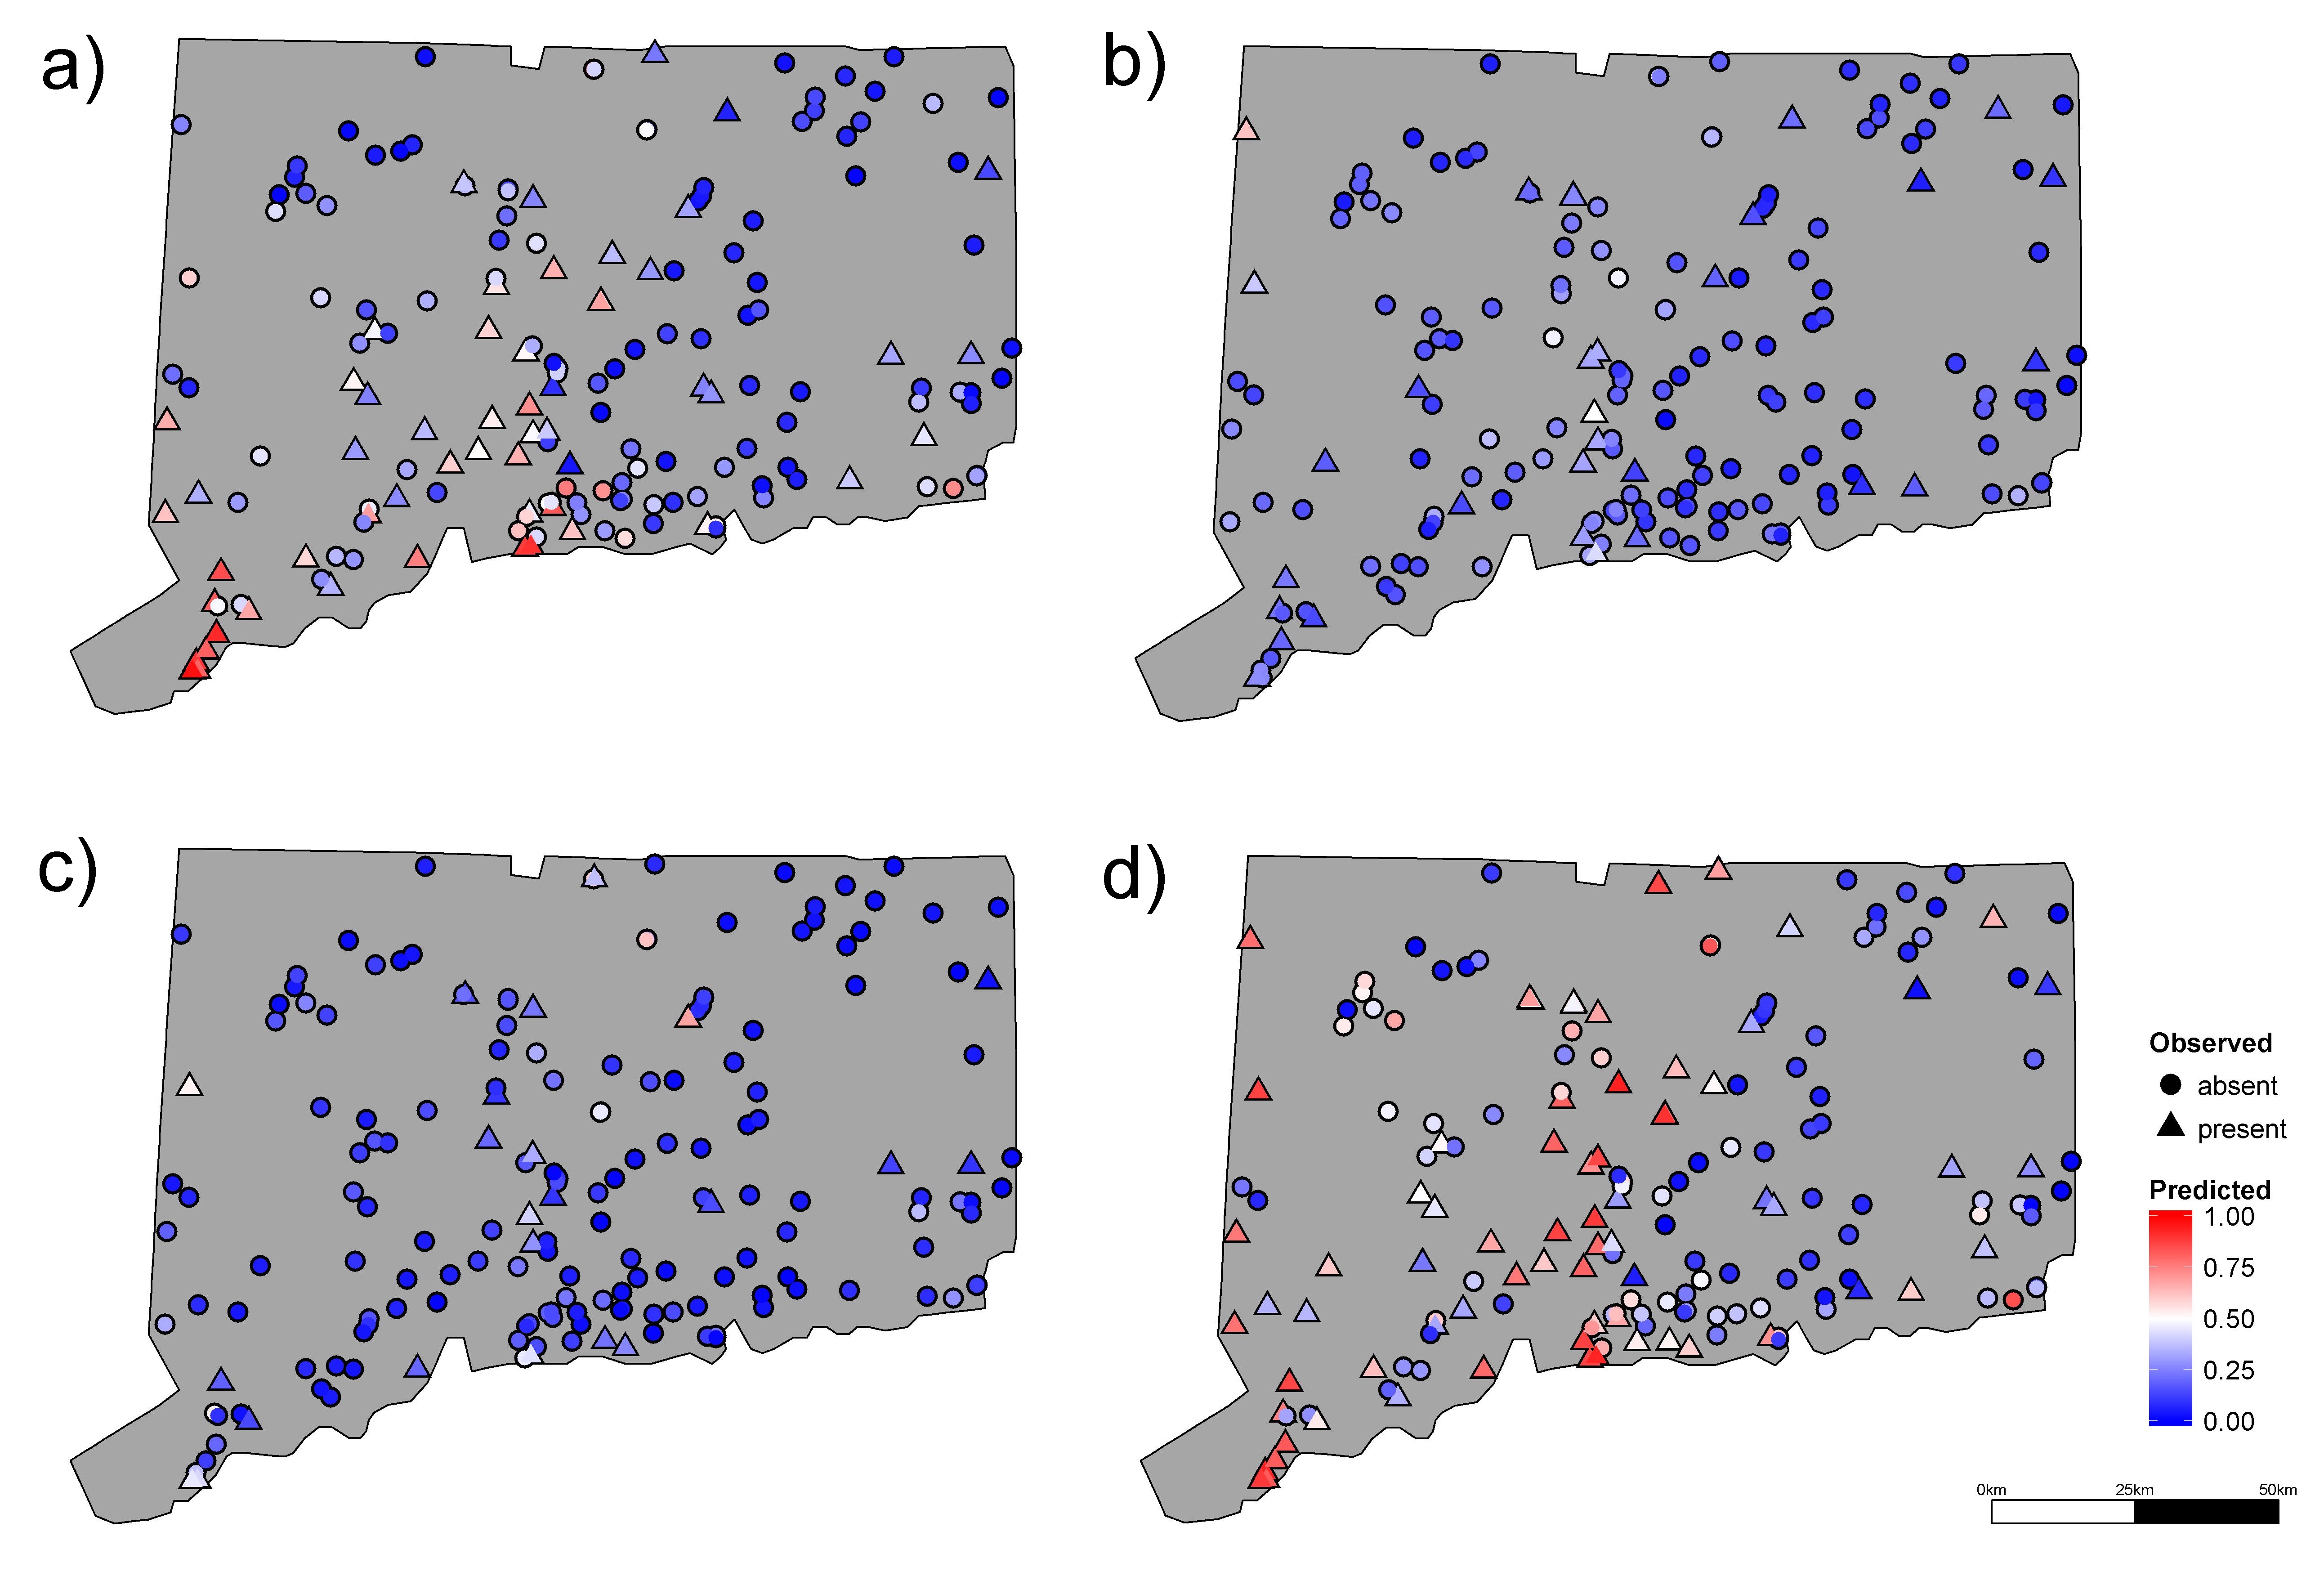 a)
b)
c)
d)
Observed
absent
present
Predicted
1.00
0.75
0.50
0.25
0.00
0km 25km 50km